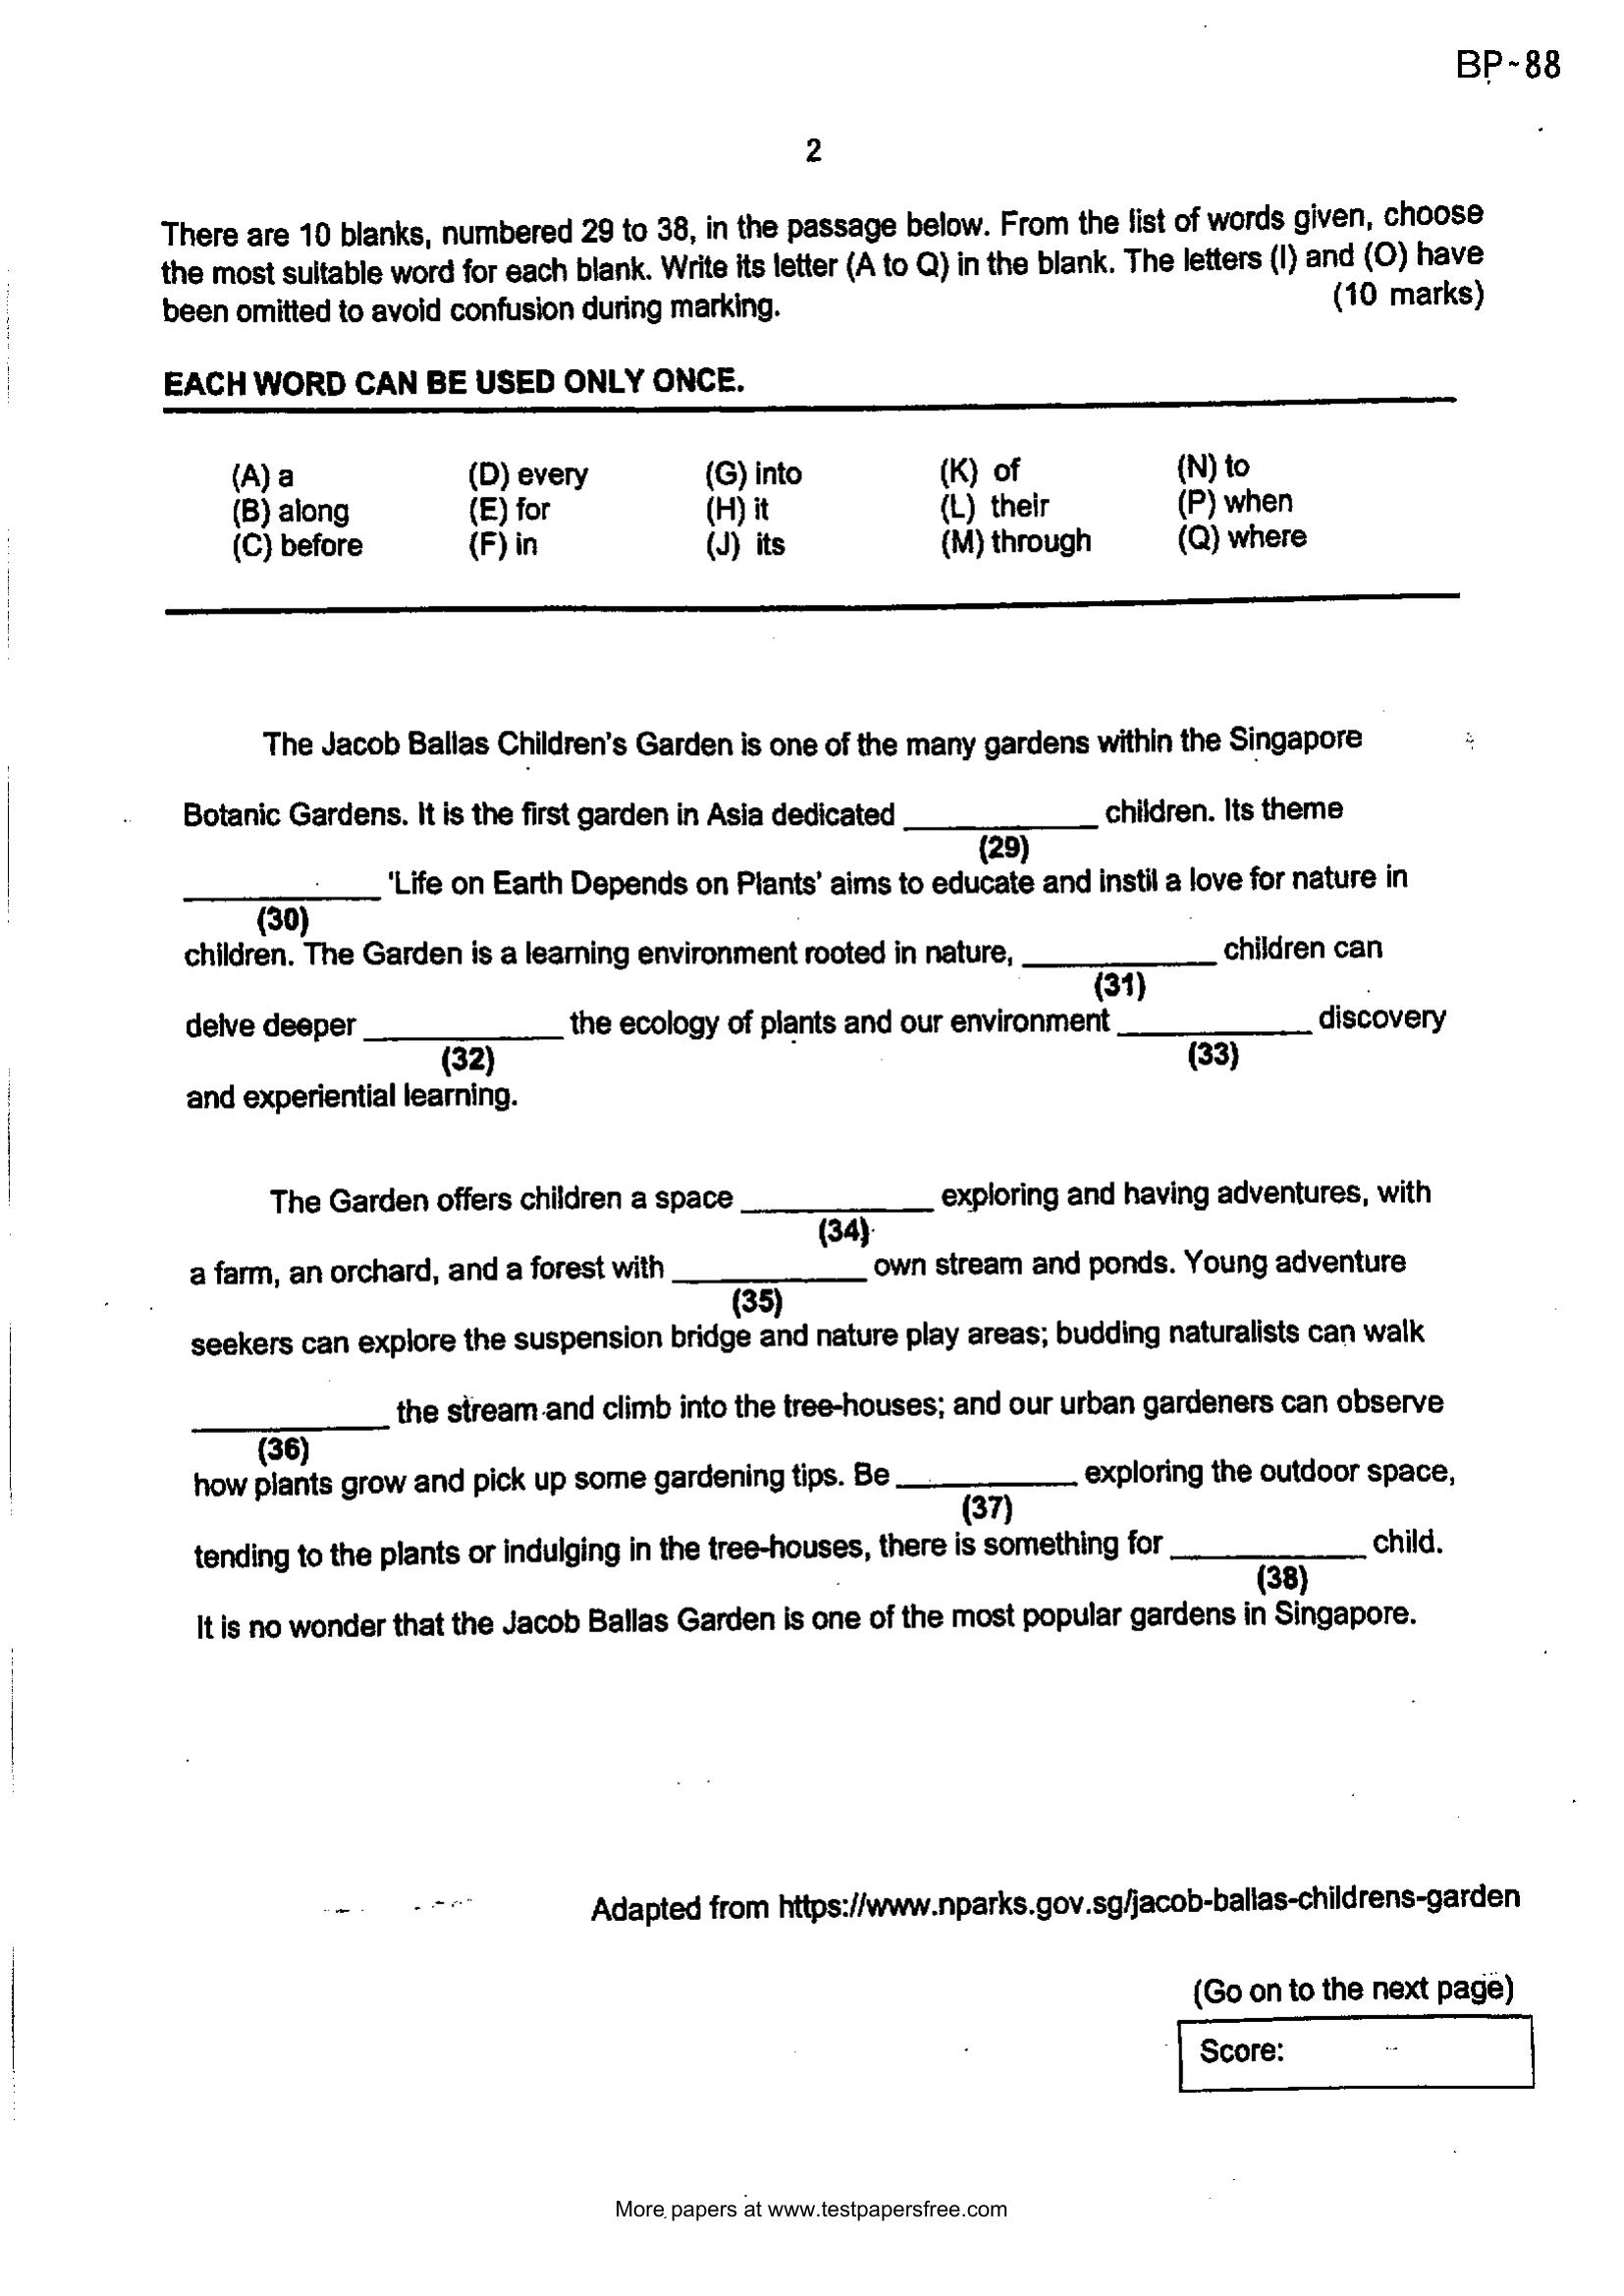 BP-88
2
There are 10 blanks, numbered 29 to 38, in the passage below. From the list of words given, choose
the most suitable word for each blank. Write its letter (A to Q) in the blank. The letters (I) and (O) have
been omitted to avoid confusion during marking. (10 marks)
EACH WORD CAN BE USED ONLY ONCE.
(A) a (D) every (G) into (K) of (N) to
(B) along (E) for (H) it (L) their (P) when
(C) before (F) in (J) its (M) through (Q) where
The Jacob Ballas Children's Garden is one of the many gardens within the Singapore
Botanic Gardens. It is the first garden in Asia dedicated ____________ children. Its theme
(29)
____________ 'Life on Earth Depends on Plants' aims to educate and instil a love for nature in
(30)
children. The Garden is a learning environment rooted in nature, ____________ children can
(31)
delve deeper ____________ the ecology of plants and our environment ____________ discovery
(32) (33)
and experiential learning.
The Garden offers children a space ____________ exploring and having adventures, with
(34)
a farm, an orchard, and a forest with ____________ own stream and ponds. Young adventure
(35)
seekers can explore the suspension bridge and nature play areas; budding naturalists can walk
____________ the stream and climb into the tree-houses; and our urban gardeners can observe
(36)
how plants grow and pick up some gardening tips. Be ____________ exploring the outdoor space,
(37)
tending to the plants or indulging in the tree-houses, there is something for ____________ child.
(38)
It is no wonder that the Jacob Ballas Garden is one of the most popular gardens in Singapore.
Adapted from https://www.nparks.gov.sg/jacob-ballas-childrens-garden
(Go on to the next page)
Score:
More papers at www.testpapersfree.com